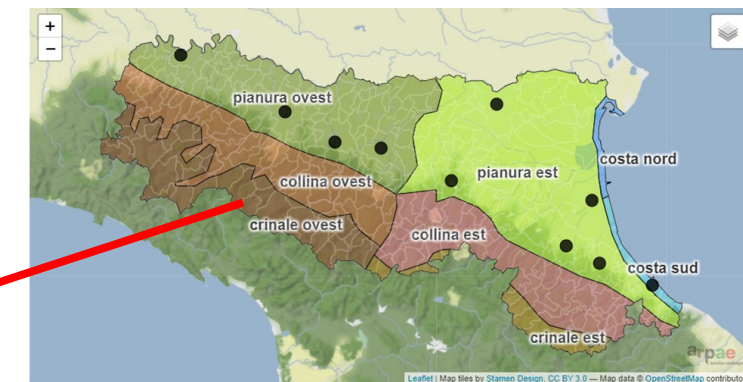 +
−
pianura ovest
costa nord
pianura est
collina ovest
crinale ovest
collina est
costa sud
crinale est
arpae
Leaflet | Map tiles by Stamen Design, CC BY 3.0 — Map data © OpenStreetMap contributo